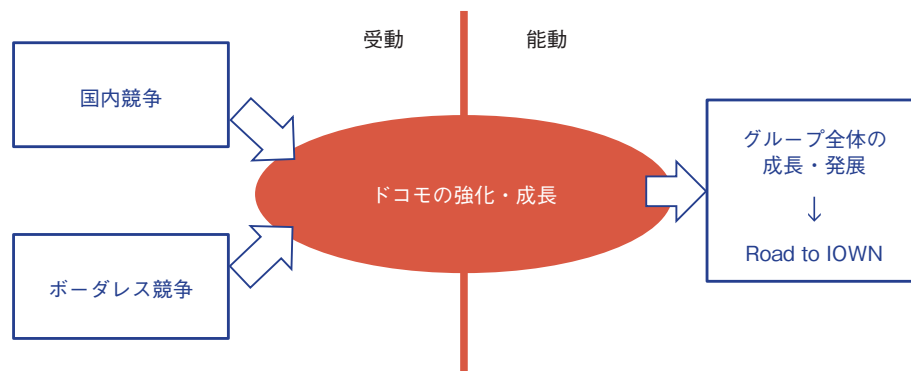 受動
能動
国内競争
ボーダレス競争
ドコモの強化・成長
グループ全体の
成長・発展
↓
Road to IOWN